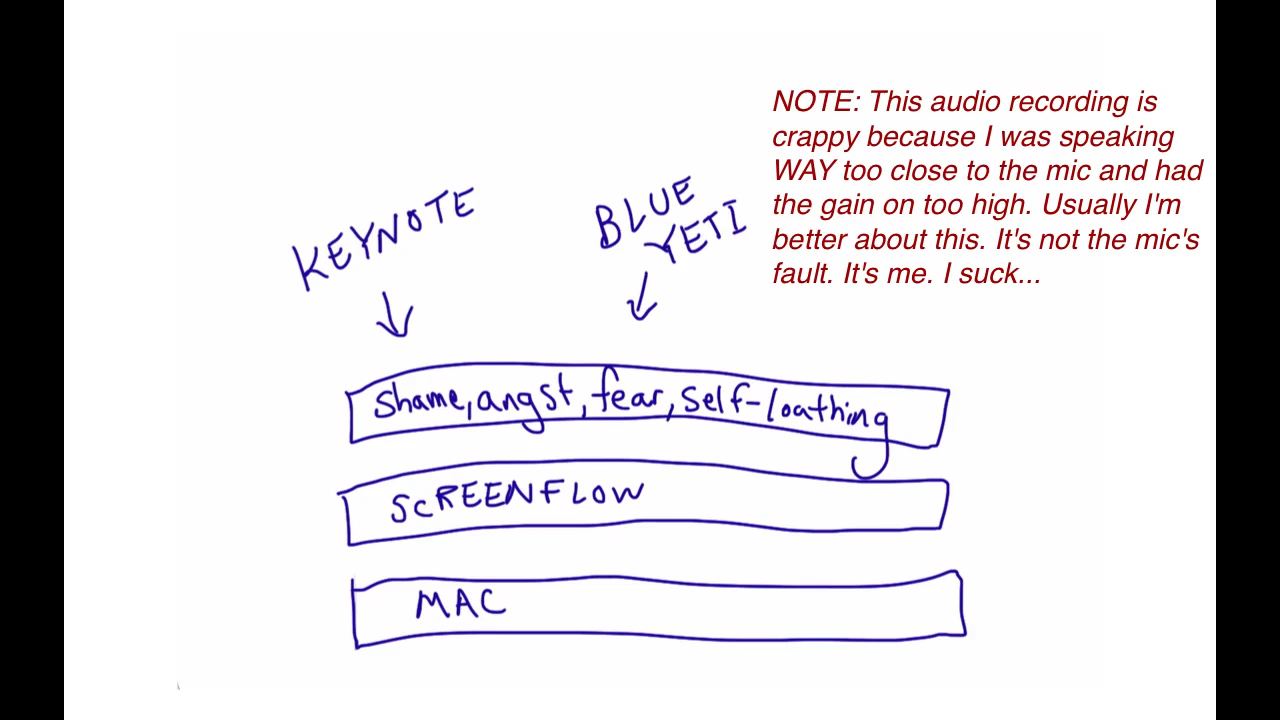 NOTE: This audio recording is
crappy because I was speaking
WAY too close to the mic and had
the gain on too high. Usually I'm
better about this. It's not the mic's
fault. It's me. I suck...
KEYNOTE
BLUE
YETI
Shame, angst, fear, self-loathing
SCREENFLOW
MAC